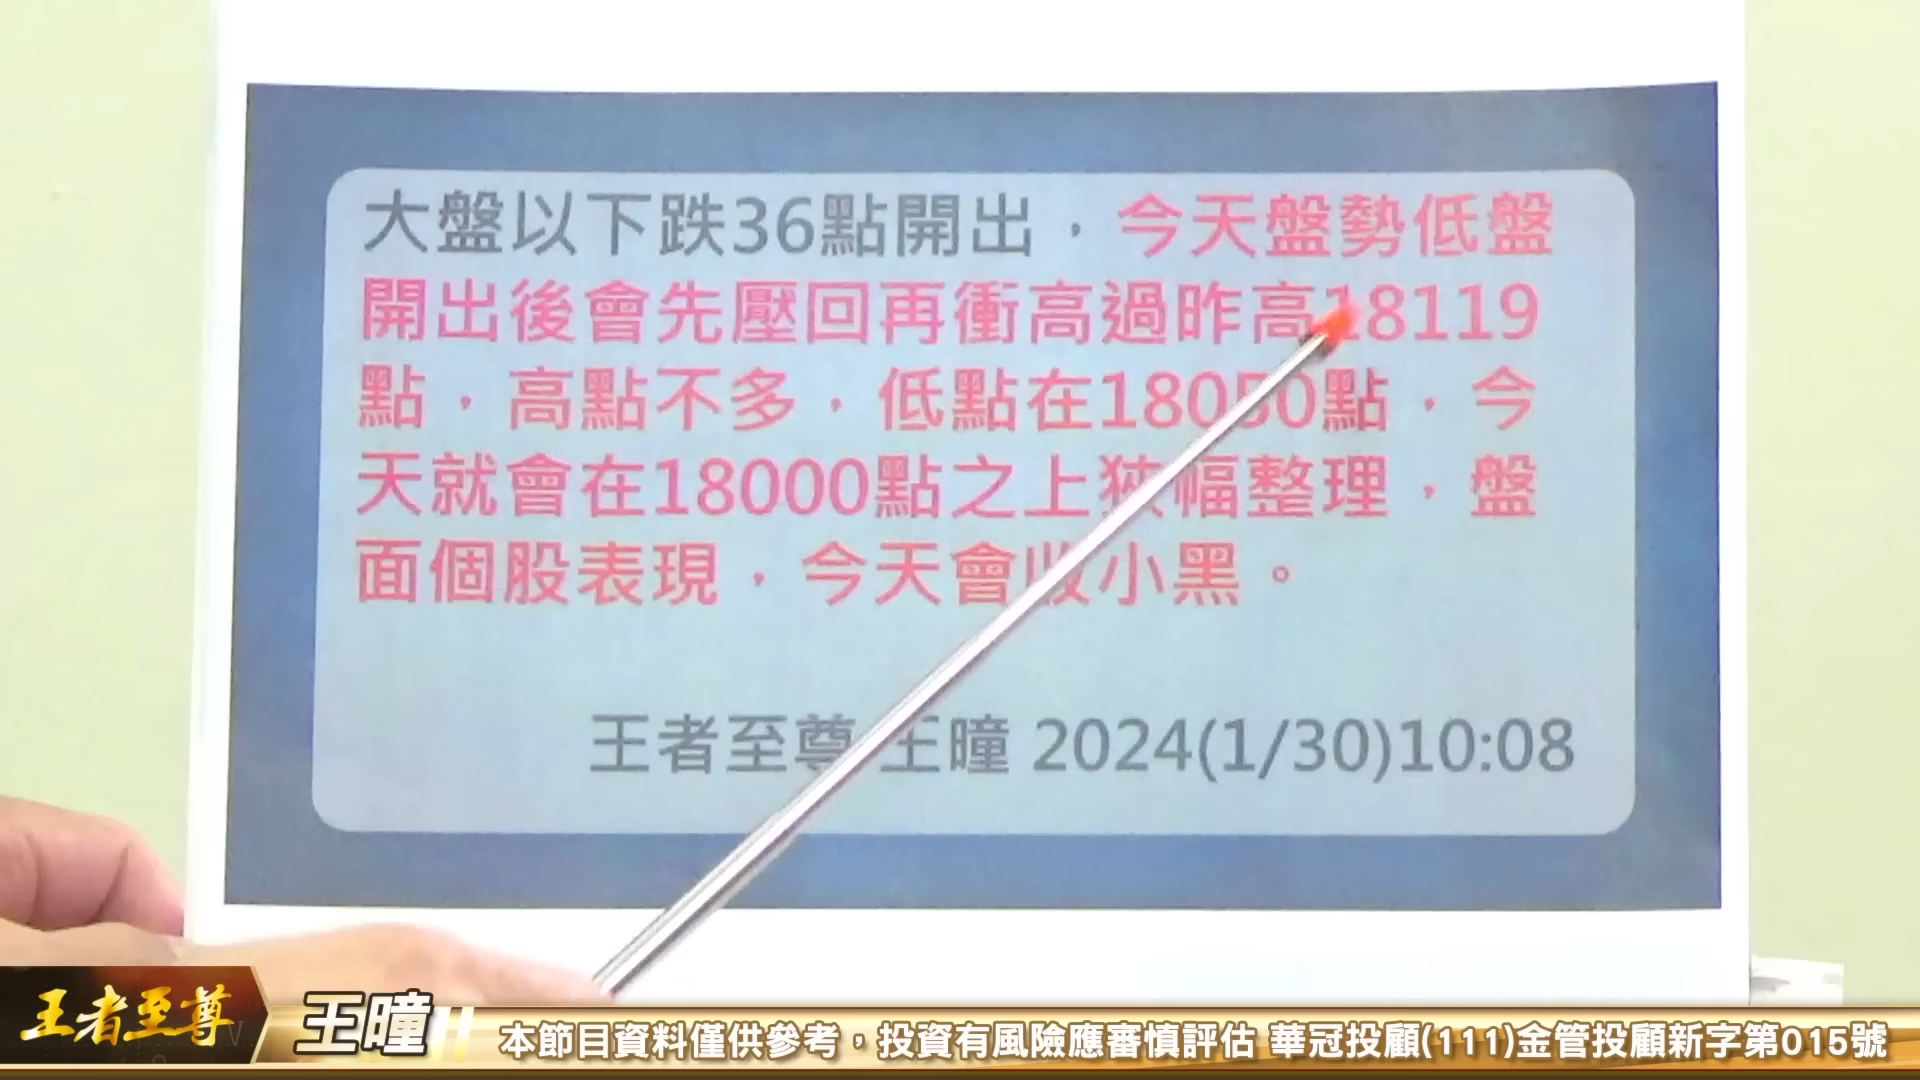 大盤以下跌36點開出，今天盤勢低盤
開出後會先壓回再衝高過昨高18119
點，高點不多，低點在18050點，今
天就會在18000點之上狹幅整理，盤
面個股表現，今天會收小黑。
王者至尊 王曈 2024(1/30)10:08
王者至尊 王曈 本節目資料僅供參考，投資有風險應審慎評估 華冠投顧(111)金管投顧新字第015號